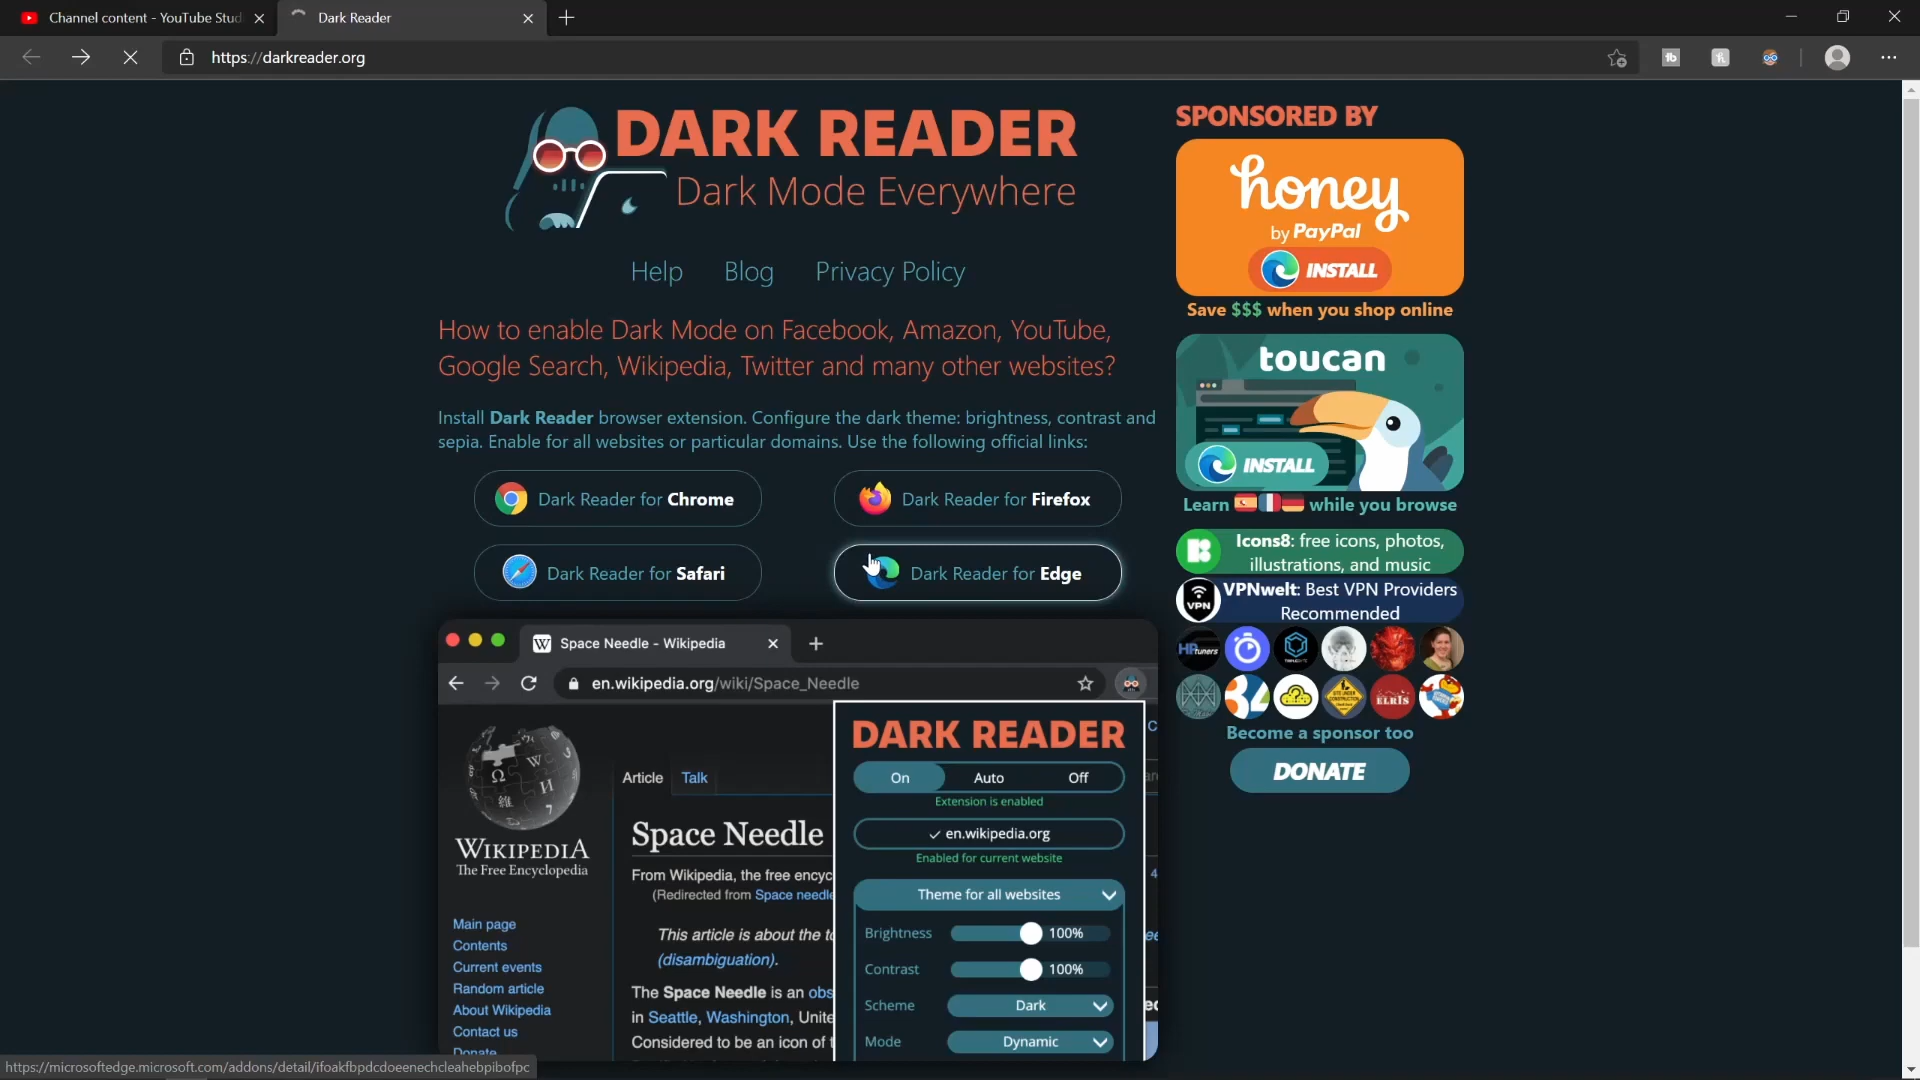 Channel content - YouTube Stud
Dark Reader
https://darkreader.org
DARK READER
Dark Mode Everywhere
Help
Blog
Privacy Policy
How to enable Dark Mode on Facebook, Amazon, YouTube,
Google Search, Wikipedia, Twitter and many other websites?
Install Dark Reader browser extension. Configure the dark theme: brightness, contrast and
sepia. Enable for all websites or particular domains. Use the following official links:
Dark Reader for Chrome
Dark Reader for Firefox
Dark Reader for Safari
Dark Reader for Edge
SPONSORED BY
honey
by PayPal
INSTALL
Save $$$ when you shop online
toucan
INSTALL
Learn while you browse
Icons8: free icons, photos,
illustrations, and music
VPN
VPNwelt: Best VPN Providers
Recommended
HPtuners
ELRIS
Become a sponsor too
DONATE
Space Needle - Wikipedia
en.wikipedia.org/wiki/Space_Needle
WIKIPEDIA
The Free Encyclopedia
Main page
Contents
Current events
Random article
About Wikipedia
Contact us
Donate
Article
Talk
Space Needle
From Wikipedia, the free encyc
(Redirected from Space needle
This article is about the to
(disambiguation).
The Space Needle is an obs
in Seattle, Washington, Unite
Considered to be an icon of t
DARK READER
On
Auto
Off
Extension is enabled
en.wikipedia.org
Enabled for current website
Theme for all websites
Brightness
100%
Contrast
100%
Scheme
Dark
Mode
Dynamic
https://microsoftedge.microsoft.com/addons/detail/ifoakfbpdcdoeenechcleahebpibofpc